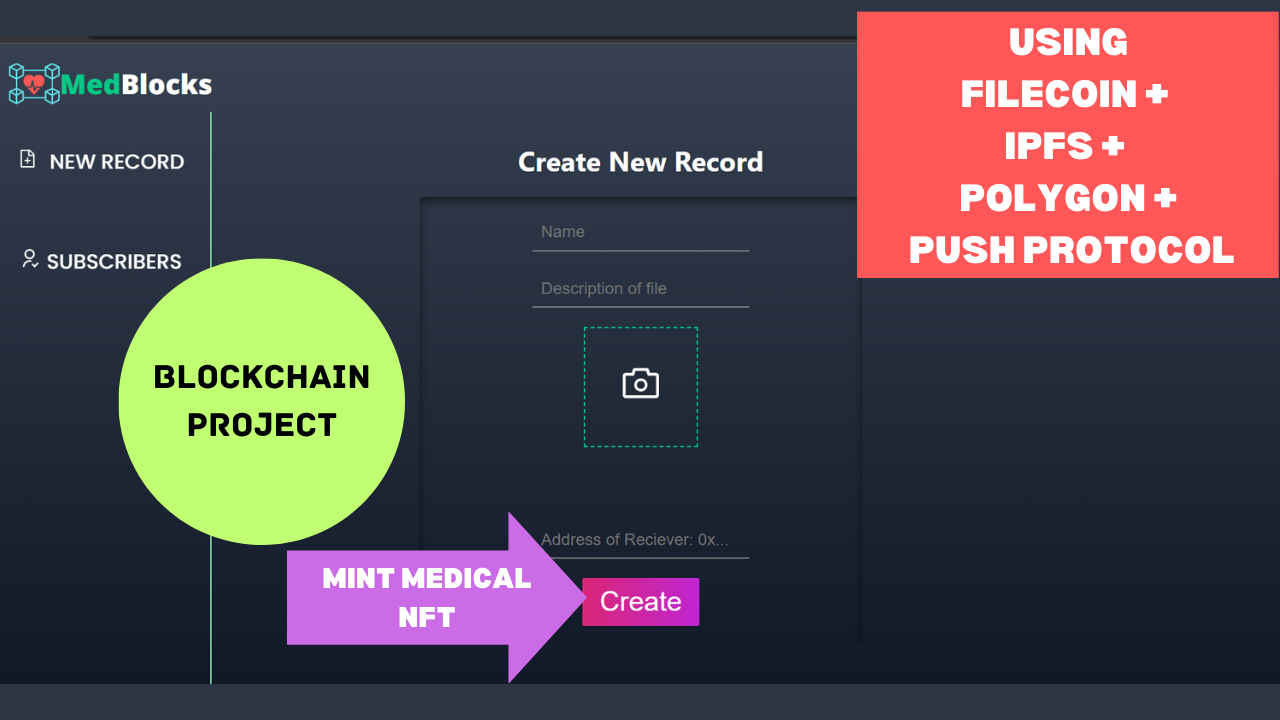 USING
FILECOIN +
IPFS +
POLYGON +
PUSH PROTOCOL
MedBlocks
NEW RECORD
SUBSCRIBERS
BLOCKCHAIN
PROJECT
Create New Record
Name
Description of file
Address of Reciever: 0x...
MINT MEDICAL
NFT
Create